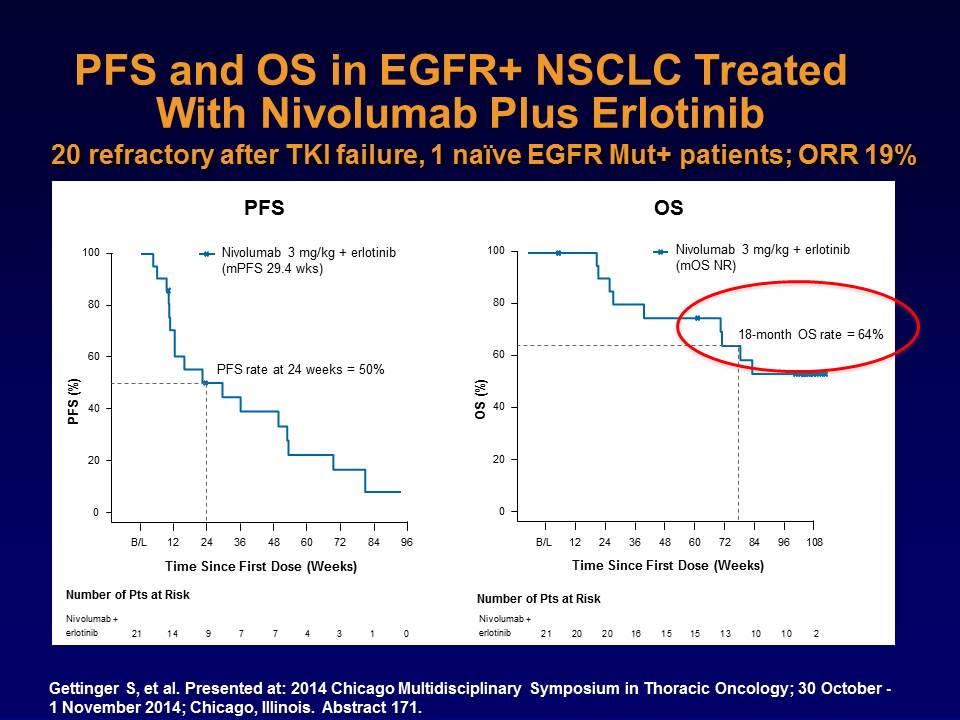 PFS and OS in EGFR+ NSCLC Treated
With Nivolumab Plus Erlotinib
20 refractory after TKI failure, 1 naïve EGFR Mut+ patients; ORR 19%
PFS
Nivolumab 3 mg/kg + erlotinib
(mPFS 29.4 wks)
PFS rate at 24 weeks = 50%
PFS (%)
100
80
60
40
20
0
B/L 12 24 36 48 60 72 84 96
Time Since First Dose (Weeks)
Number of Pts at Risk
Nivolumab +
erlotinib 21 14 9 7 7 4 3 1 0
OS
Nivolumab 3 mg/kg + erlotinib
(mOS NR)
18-month OS rate = 64%
OS (%)
100
80
60
40
20
0
B/L 12 24 36 48 60 72 84 96 108
Time Since First Dose (Weeks)
Number of Pts at Risk
Nivolumab +
erlotinib 21 20 20 16 15 15 13 10 10 2
Gettinger S, et al. Presented at: 2014 Chicago Multidisciplinary Symposium in Thoracic Oncology; 30 October -
1 November 2014; Chicago, Illinois. Abstract 171.